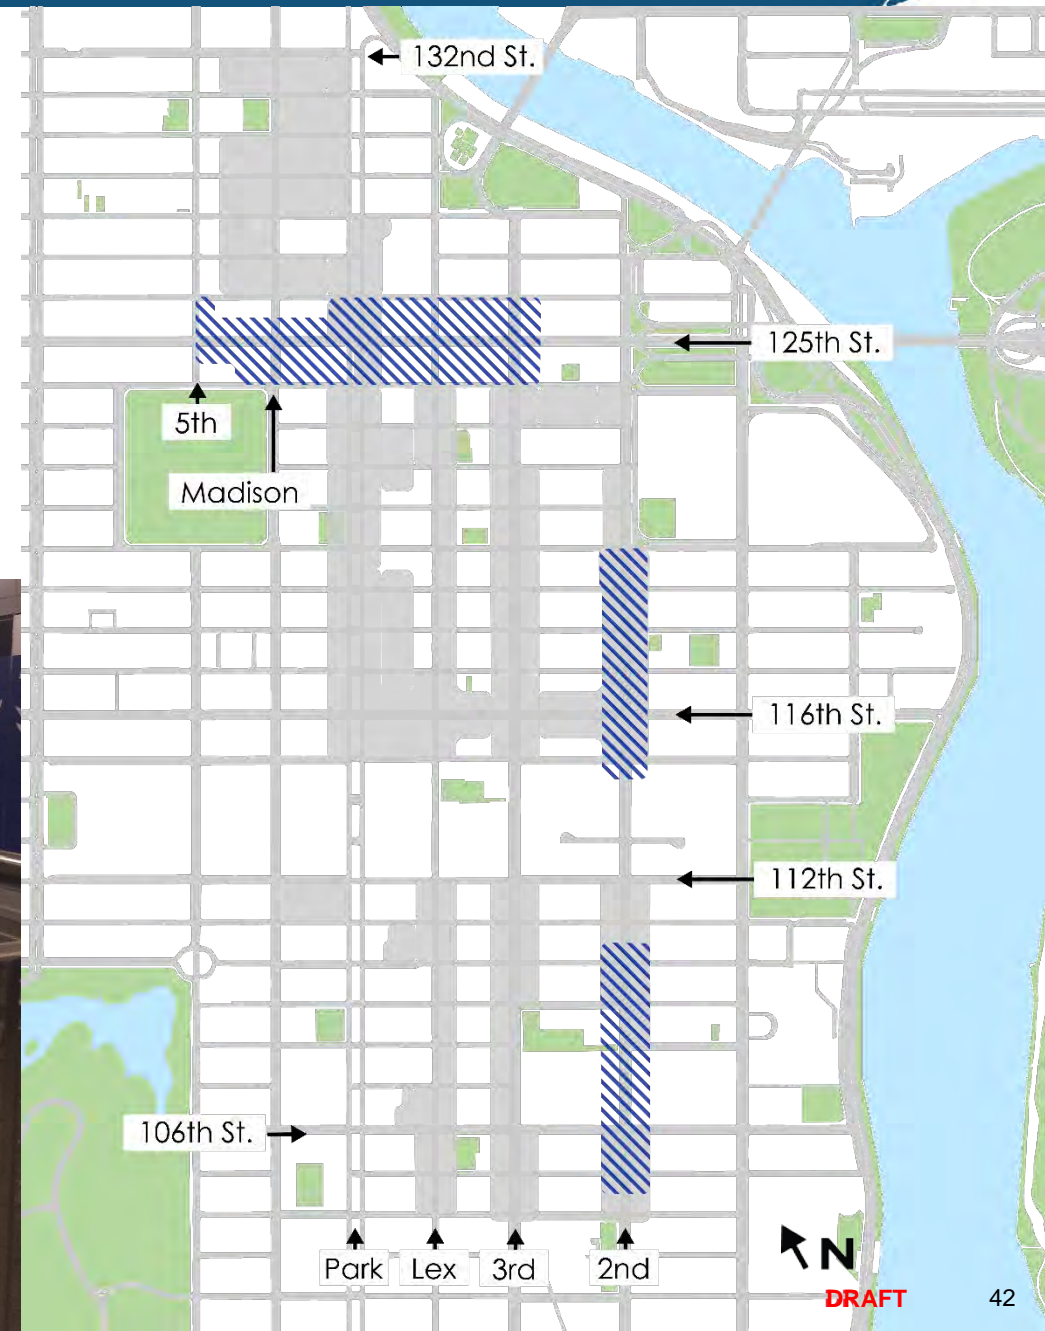 132nd St.
125th St.
5th
Madison
116th St.
112th St.
106th St.
Park
Lex
3rd
2nd
N
DRAFT
42